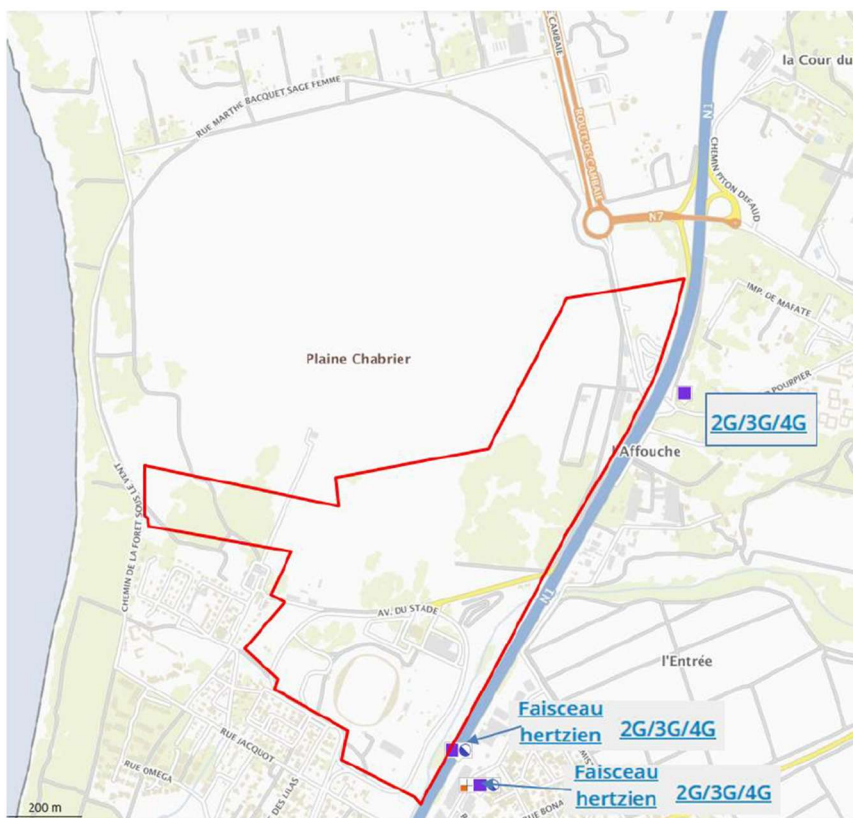 la Cour du
CAMBAIE
ROUTE DE CAMBAIE
N1
CHEMIN PITON DEFAUD
RUE MARTHE BACQUET SAGE FEMME
N7
IMP. DE MAFATE
Plaine Chabrier
POURPIER
2G/3G/4G
l'Affouche
CHEMIN DE LA FORET SOUS LE VENT
AV. DU STADE
N1
l'Entrée
Faisceau
hertzien 2G/3G/4G
RUE JACQUOT
RUE OMEGA
DES LILAS
Faisceau
hertzien 2G/3G/4G
RUE BONA
200 m